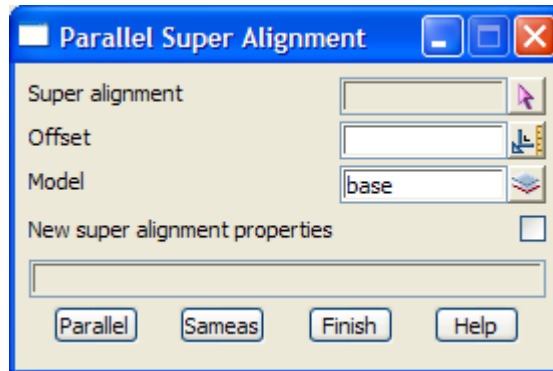 Parallel Super Alignment
Super alignment
Offset
Model base
New super alignment properties
Parallel Sameas Finish Help